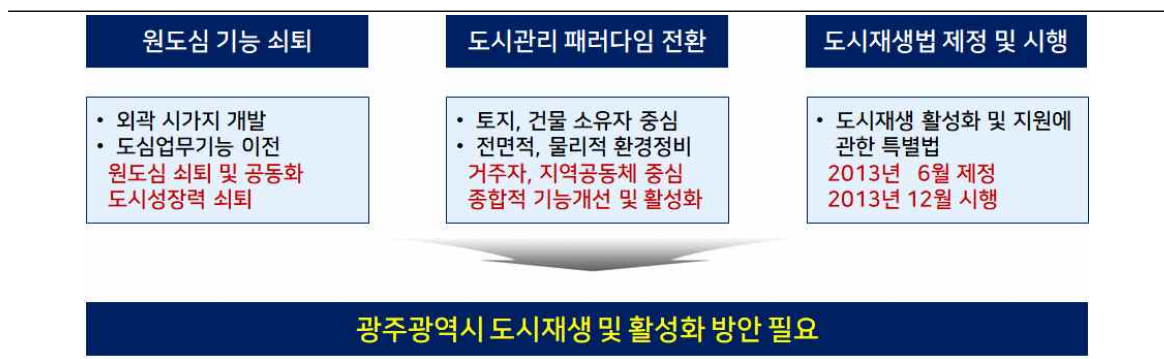 원도심 기능 쇠퇴
• 외곽 시가지 개발
• 도심업무기능 이전
원도심 쇠퇴 및 공동화
도시성장력 쇠퇴
도시관리 패러다임 전환
• 토지, 건물 소유자 중심
• 전면적, 물리적 환경정비
거주자, 지역공동체 중심
종합적 기능개선 및 활성화
도시재생법 제정 및 시행
• 도시재생 활성화 및 지원에
관한 특별법
2013년 6월 제정
2013년 12월 시행
광주광역시 도시재생 및 활성화 방안 필요